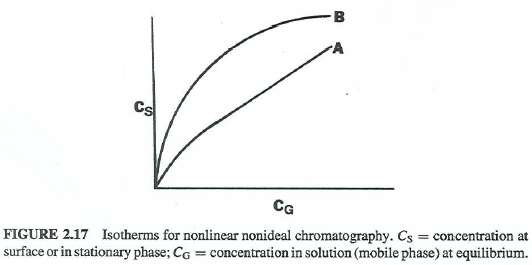 B
A
Cs
CG
FIGURE 2.17 Isotherms for nonlinear nonideal chromatography. CS = concentration at
surface or in stationary phase; CG = concentration in solution (mobile phase) at equilibrium.